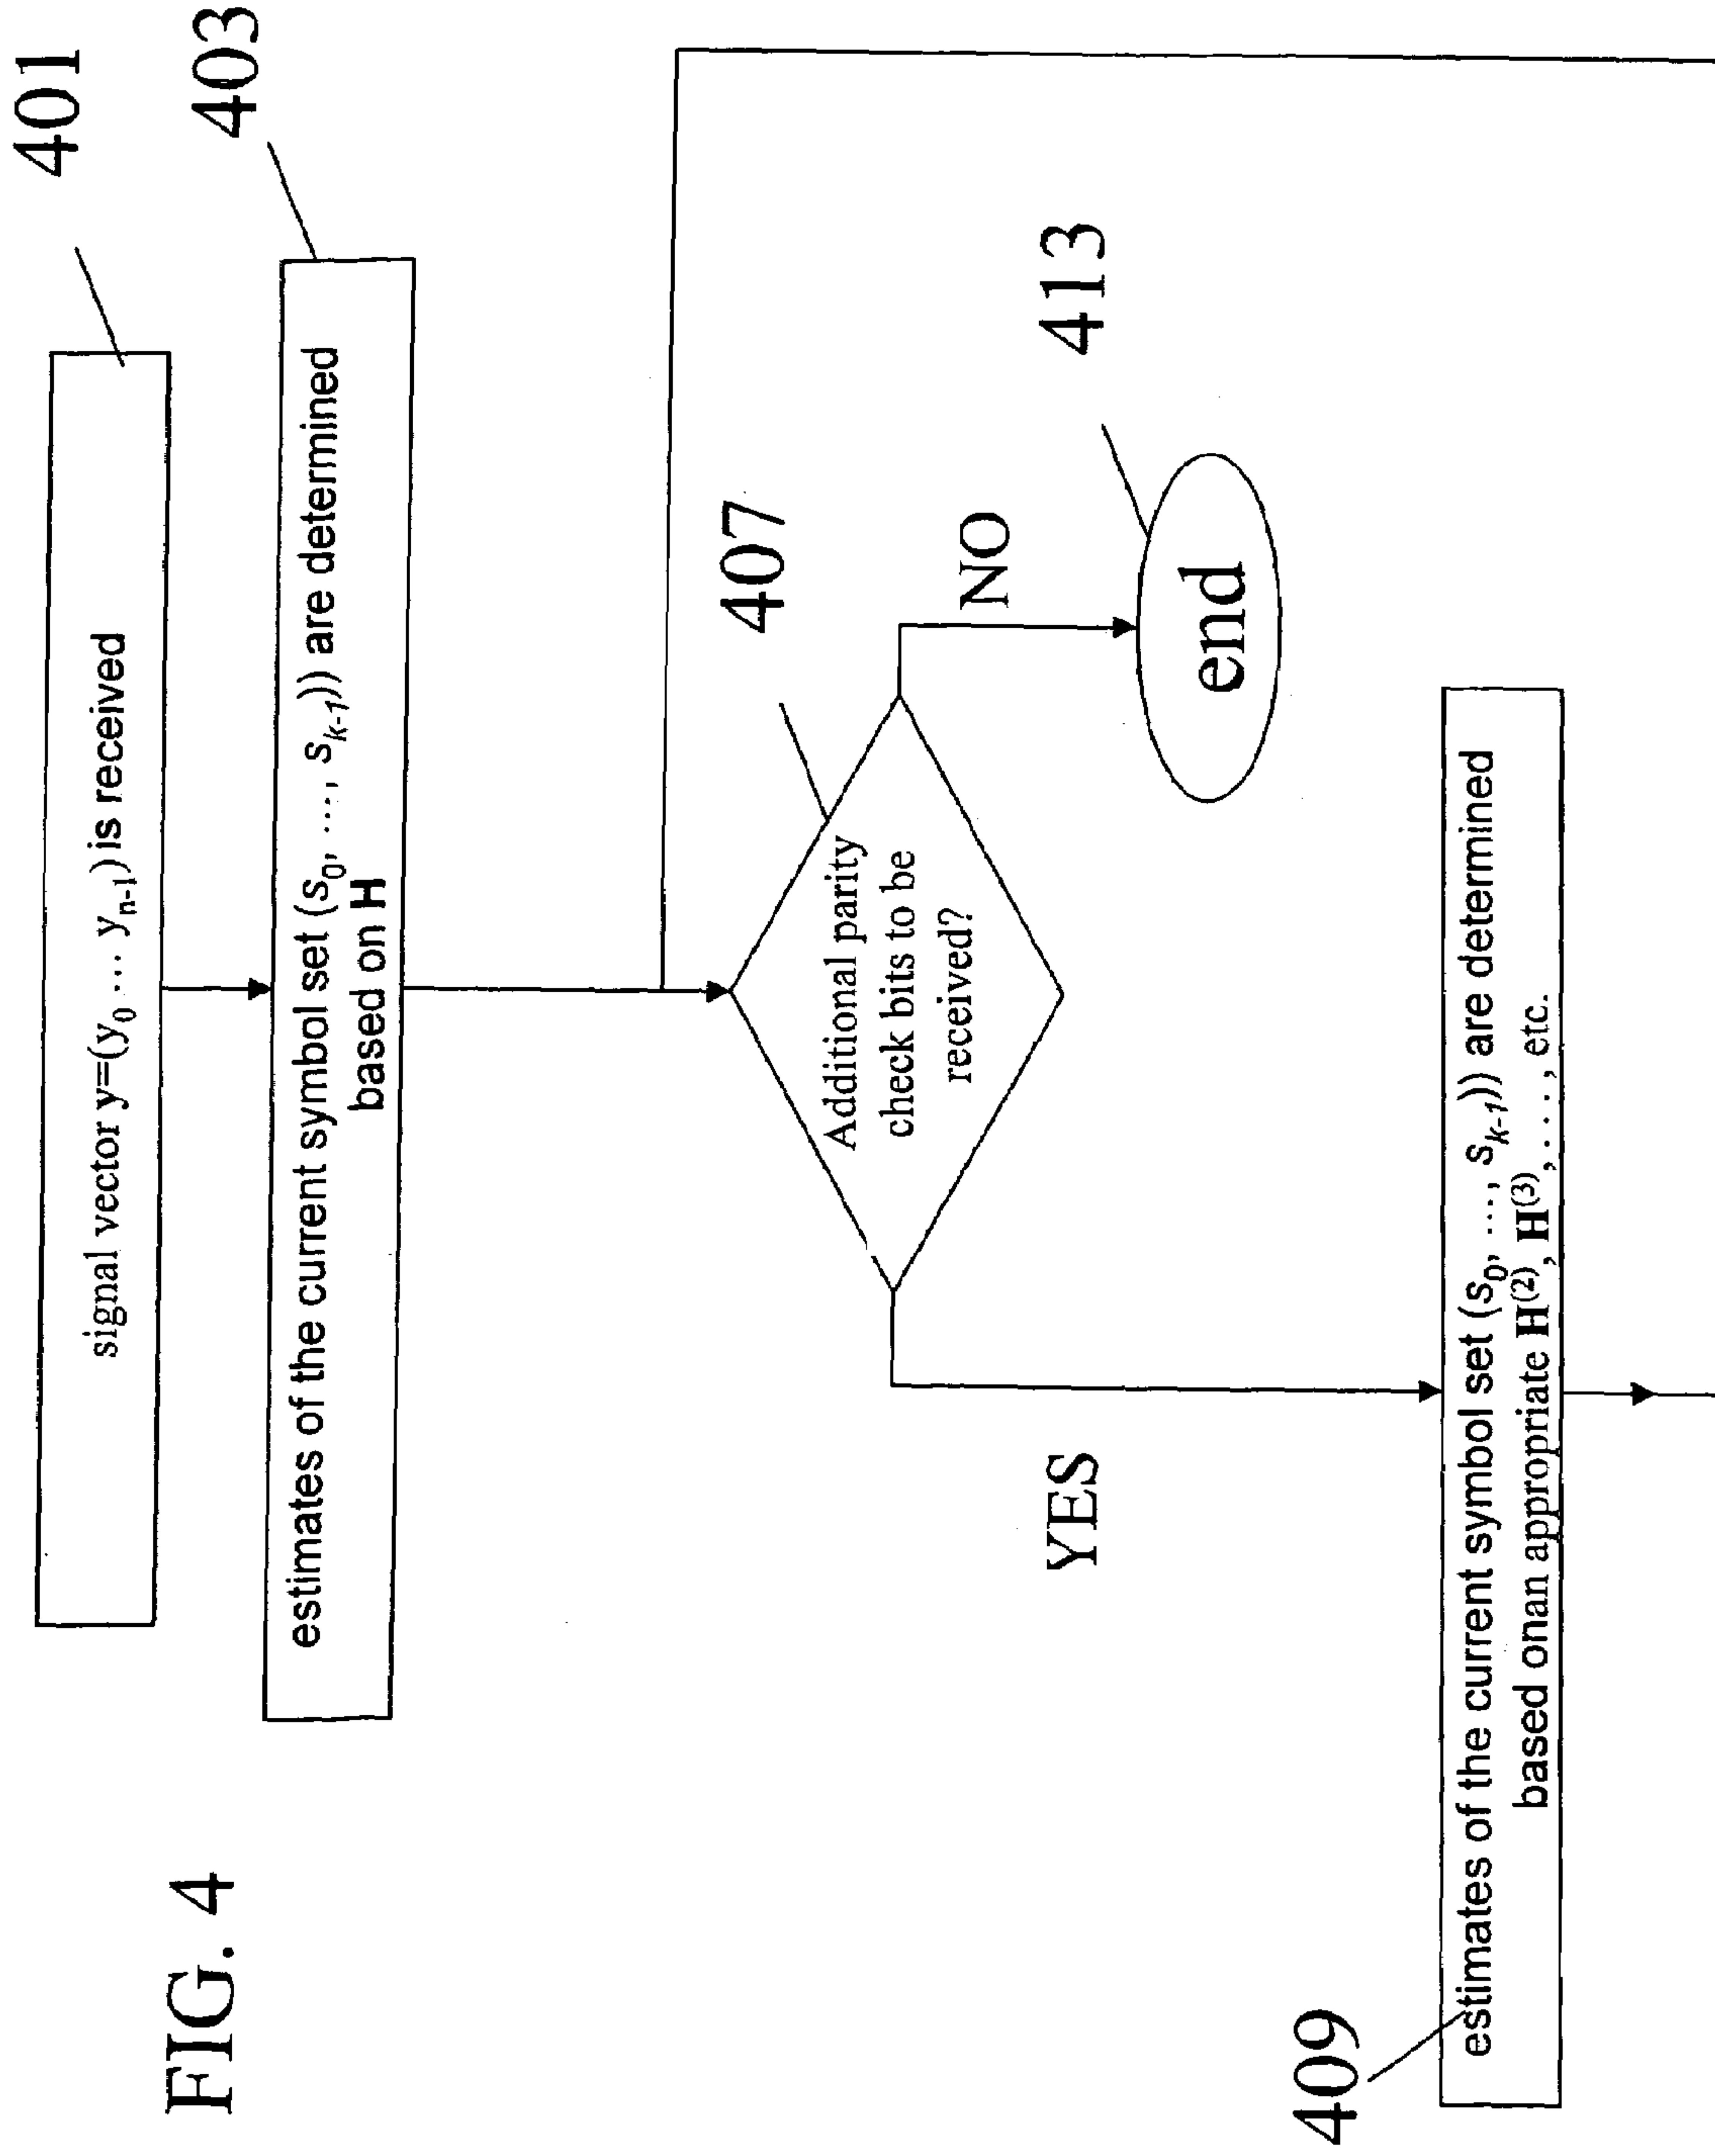 FIG. 4
401
signal vector y=(y0 ... yn-1) is received
403
estimates of the current symbol set (s0, ..., sk-1)) are determined
based on H
407
Additional parity
check bits to be
received?
NO
YES
413
end
409
estimates of the current symbol set (s0, ..., sk-1)) are determined
based onan appropriate H(2), H(3), ...., etc.